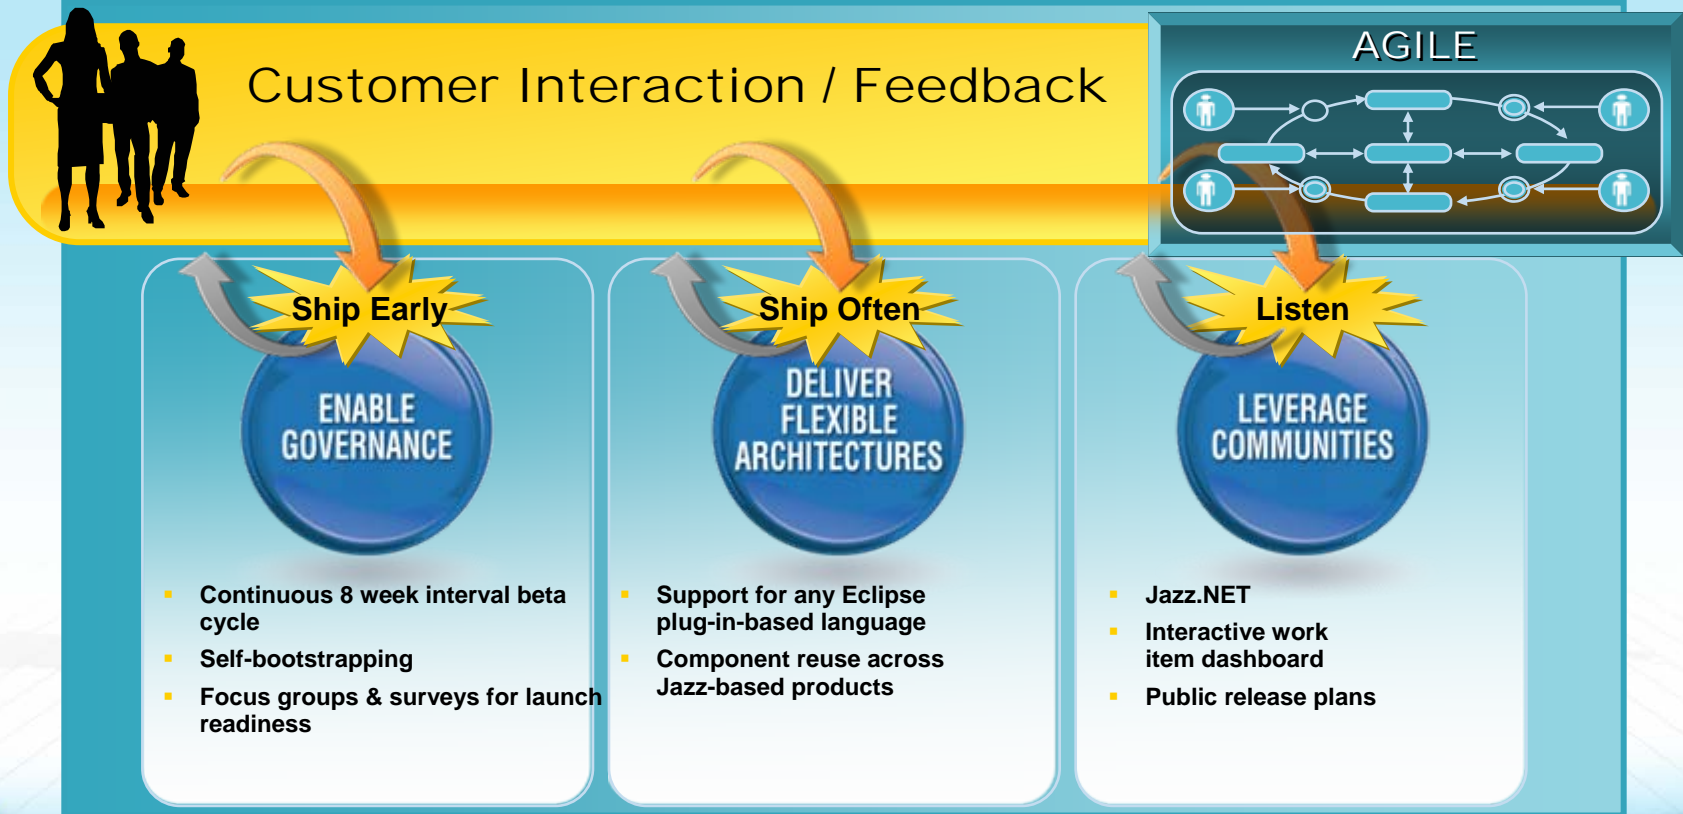 Customer Interaction / Feedback
AGILE
Ship Early
ENABLE
GOVERNANCE
▪ Continuous 8 week interval beta
cycle
▪ Self-bootstrapping
▪ Focus groups & surveys for launch
readiness
Ship Often
DELIVER
FLEXIBLE
ARCHITECTURES
▪ Support for any Eclipse
plug-in-based language
▪ Component reuse across
Jazz-based products
Listen
LEVERAGE
COMMUNITIES
▪ Jazz.NET
▪ Interactive work
item dashboard
▪ Public release plans